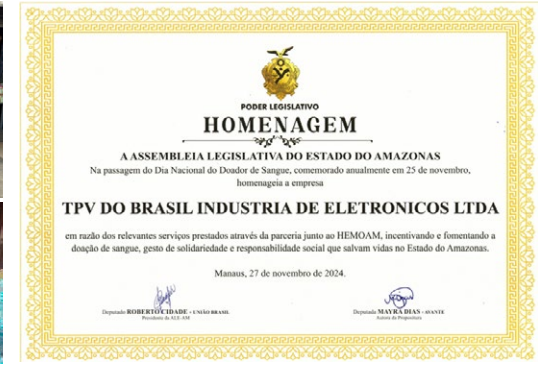 PODER LEGISLATIVO
HOMENAGEM
A ASSEMBLEIA LEGISLATIVA DO ESTADO DO AMAZONAS
Na passagem do Dia Nacional do Doador de Sangue, comemorado anualmente em 25 de novembro,
homenageia a empresa
TPV DO BRASIL INDUSTRIA DE ELETRONICOS LTDA
em razão dos relevantes serviços prestados através da parceria junto ao HEMOAM, incentivando e fomentando a
doação de sangue, gesto de solidariedade e responsabilidade social que salvam vidas no Estado do Amazonas.
Manaus, 27 de novembro de 2024.
Deputado ROBERTO CIDADE - UNIÃO BRASIL
Presidente da ALE-AM
Deputada MAYRA DIAS - AVANTE
Autora da Propositura